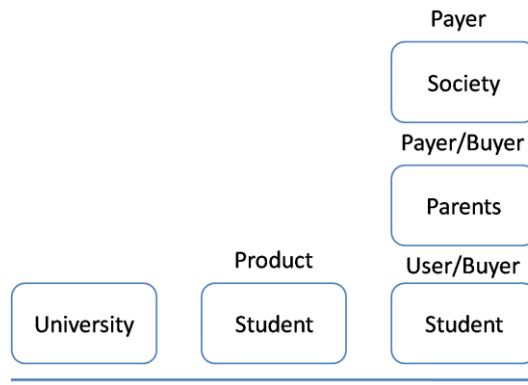 Payer
Society
Payer/Buyer
Parents
Product
User/Buyer
University
Student
Student